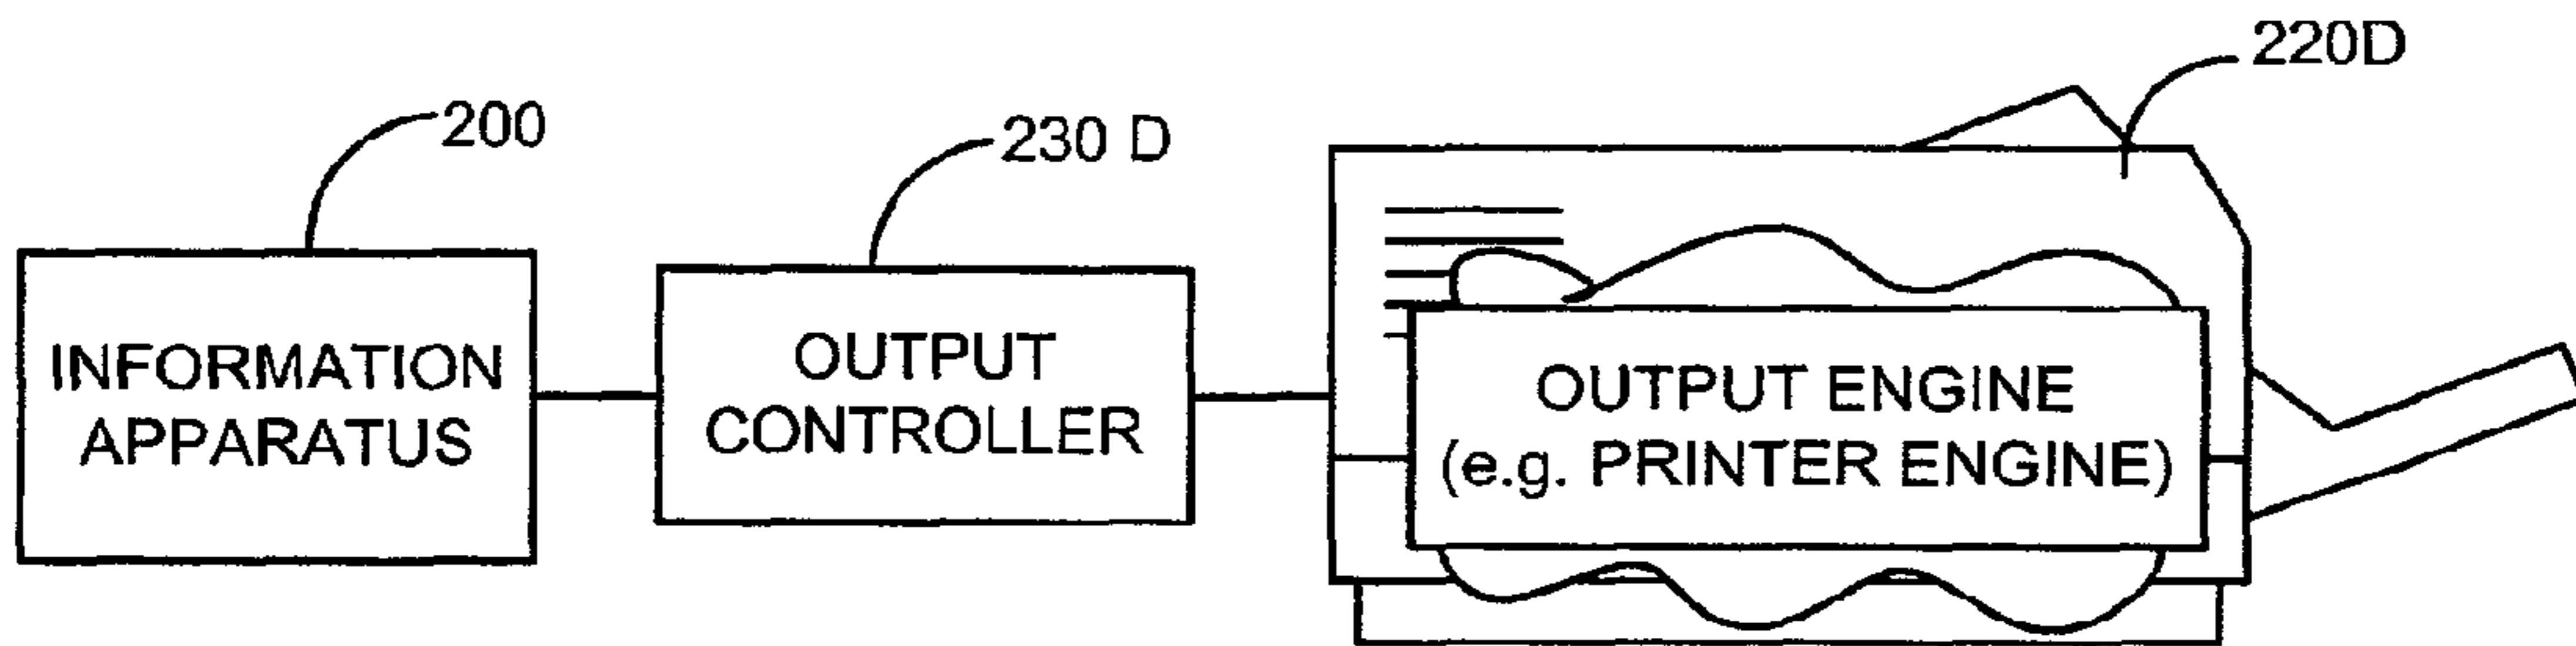 220D
200
230 D
INFORMATION
APPARATUS
OUTPUT
CONTROLLER
OUTPUT ENGINE
(e.g. PRINTER ENGINE)